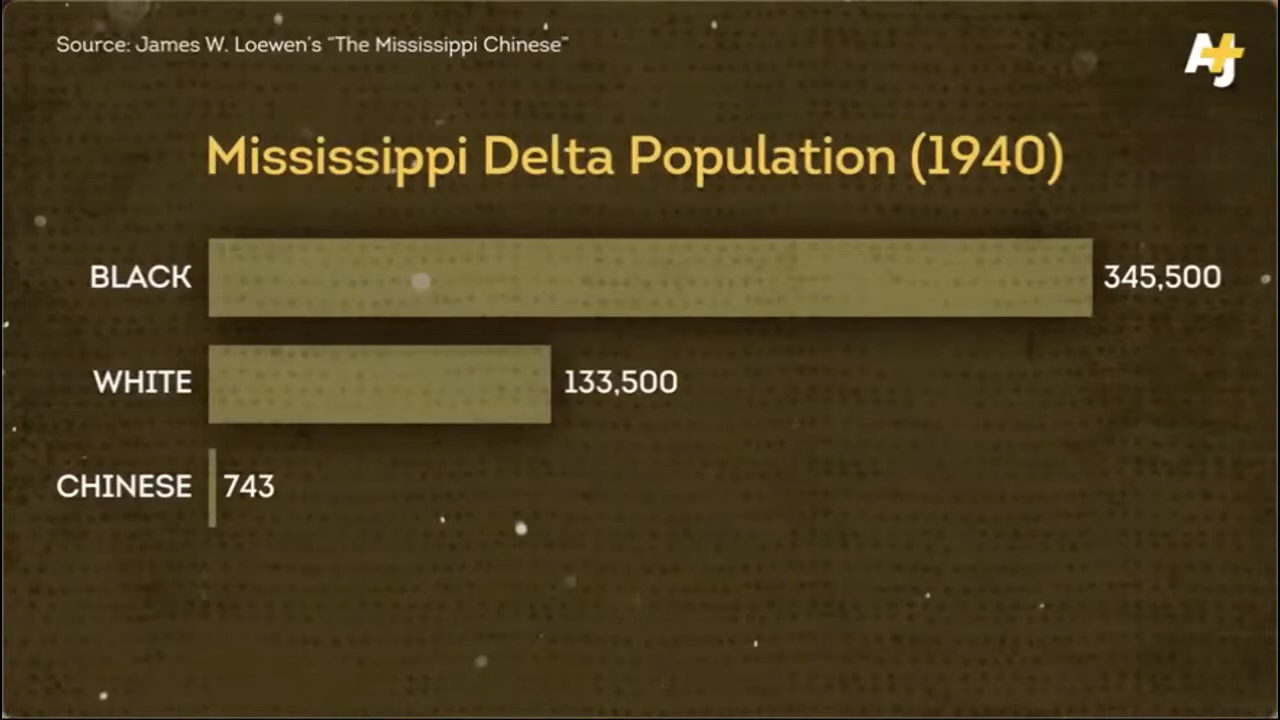 Source: James W. Loewen's "The Mississippi Chinese"
AJ+
Mississippi Delta Population (1940)
BLACK 345,500
WHITE 133,500
CHINESE 743